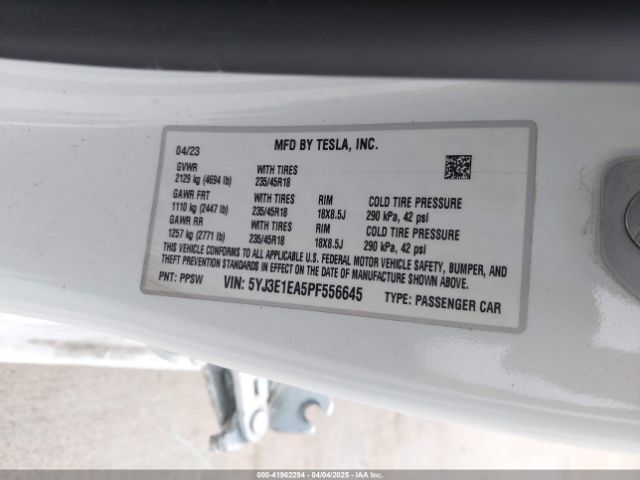 04/23 MFD BY TESLA, INC.
GVWR WITH TIRES
2129 kg (4694 lb) 235/45R18
GAWR FRT WITH TIRES RIM COLD TIRE PRESSURE
1110 kg (2447 lb) 235/45R18 18X8.5J 290 kPa, 42 psi
GAWR RR WITH TIRES RIM COLD TIRE PRESSURE
1257 kg (2771 lb) 235/45R18 18X8.5J 290 kPa, 42 psi
THIS VEHICLE CONFORMS TO ALL APPLICABLE U.S. FEDERAL MOTOR VEHICLE SAFETY, BUMPER, AND
THEFT PREVENTION STANDARDS IN EFFECT ON THE DATE OF MANUFACTURE SHOWN ABOVE.
PNT: PPSW VIN: 5YJ3E1EA5PF556645 TYPE: PASSENGER CAR
000-41962294 - 04/04/2025 - IAA Inc.